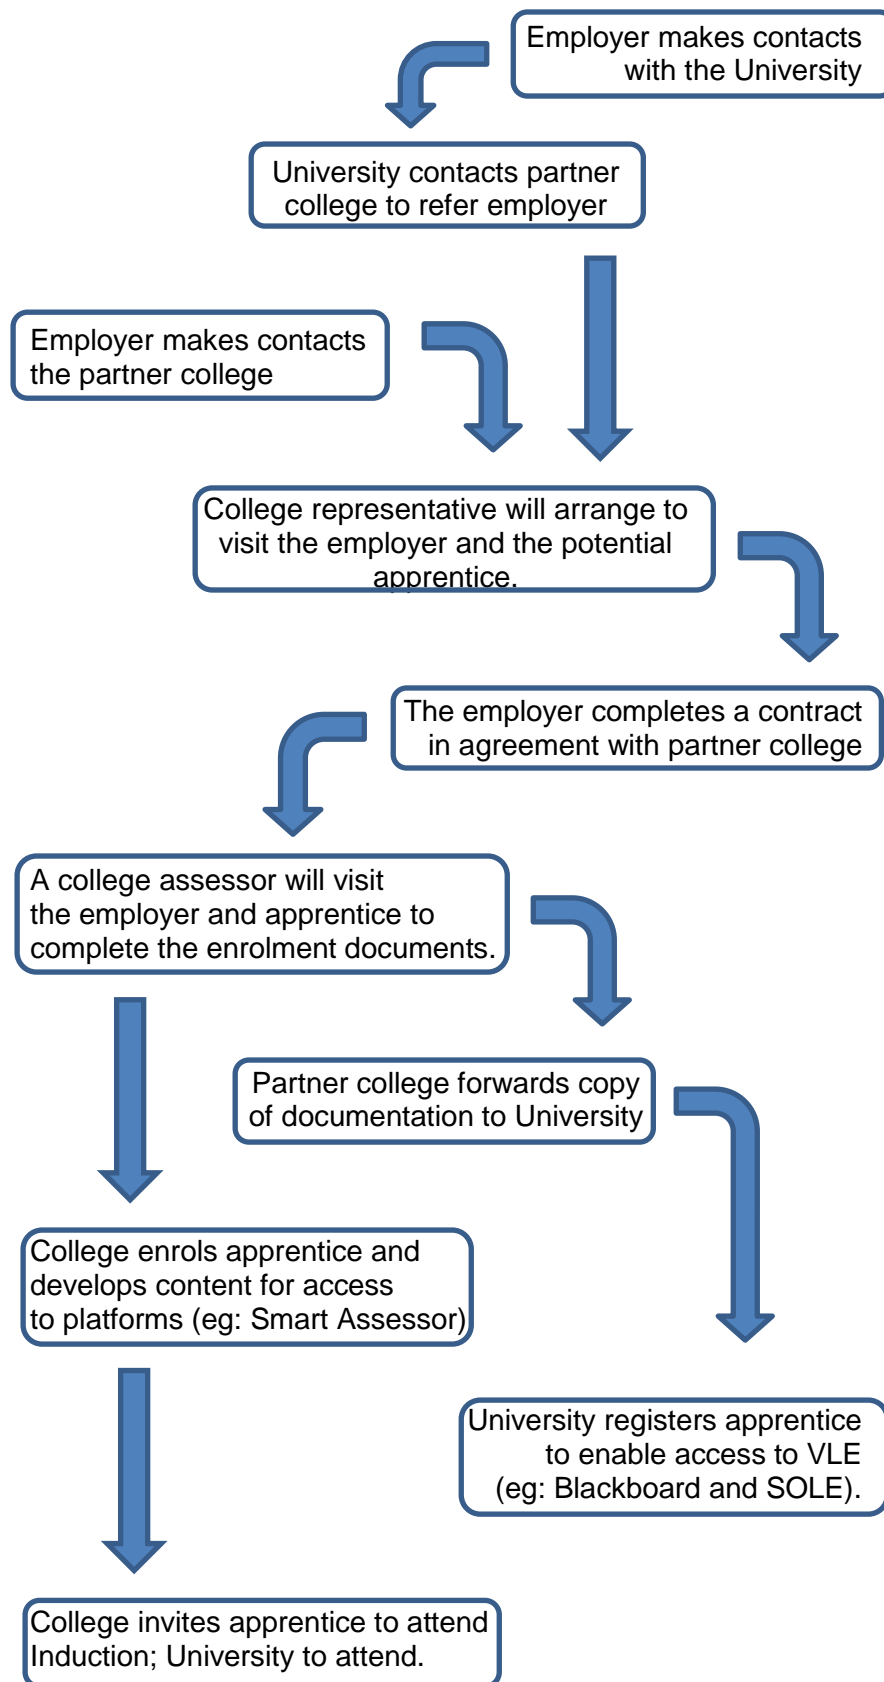 Employer makes contacts
with the University
University contacts partner
college to refer employer
Employer makes contacts
the partner college
College representative will arrange to
visit the employer and the potential
apprentice.
The employer completes a contract
in agreement with partner college
A college assessor will visit
the employer and apprentice to
complete the enrolment documents.
Partner college forwards copy
of documentation to University
College enrols apprentice and
develops content for access
to platforms (eg: Smart Assessor)
University registers apprentice
to enable access to VLE
(eg: Blackboard and SOLE).
College invites apprentice to attend
Induction; University to attend.